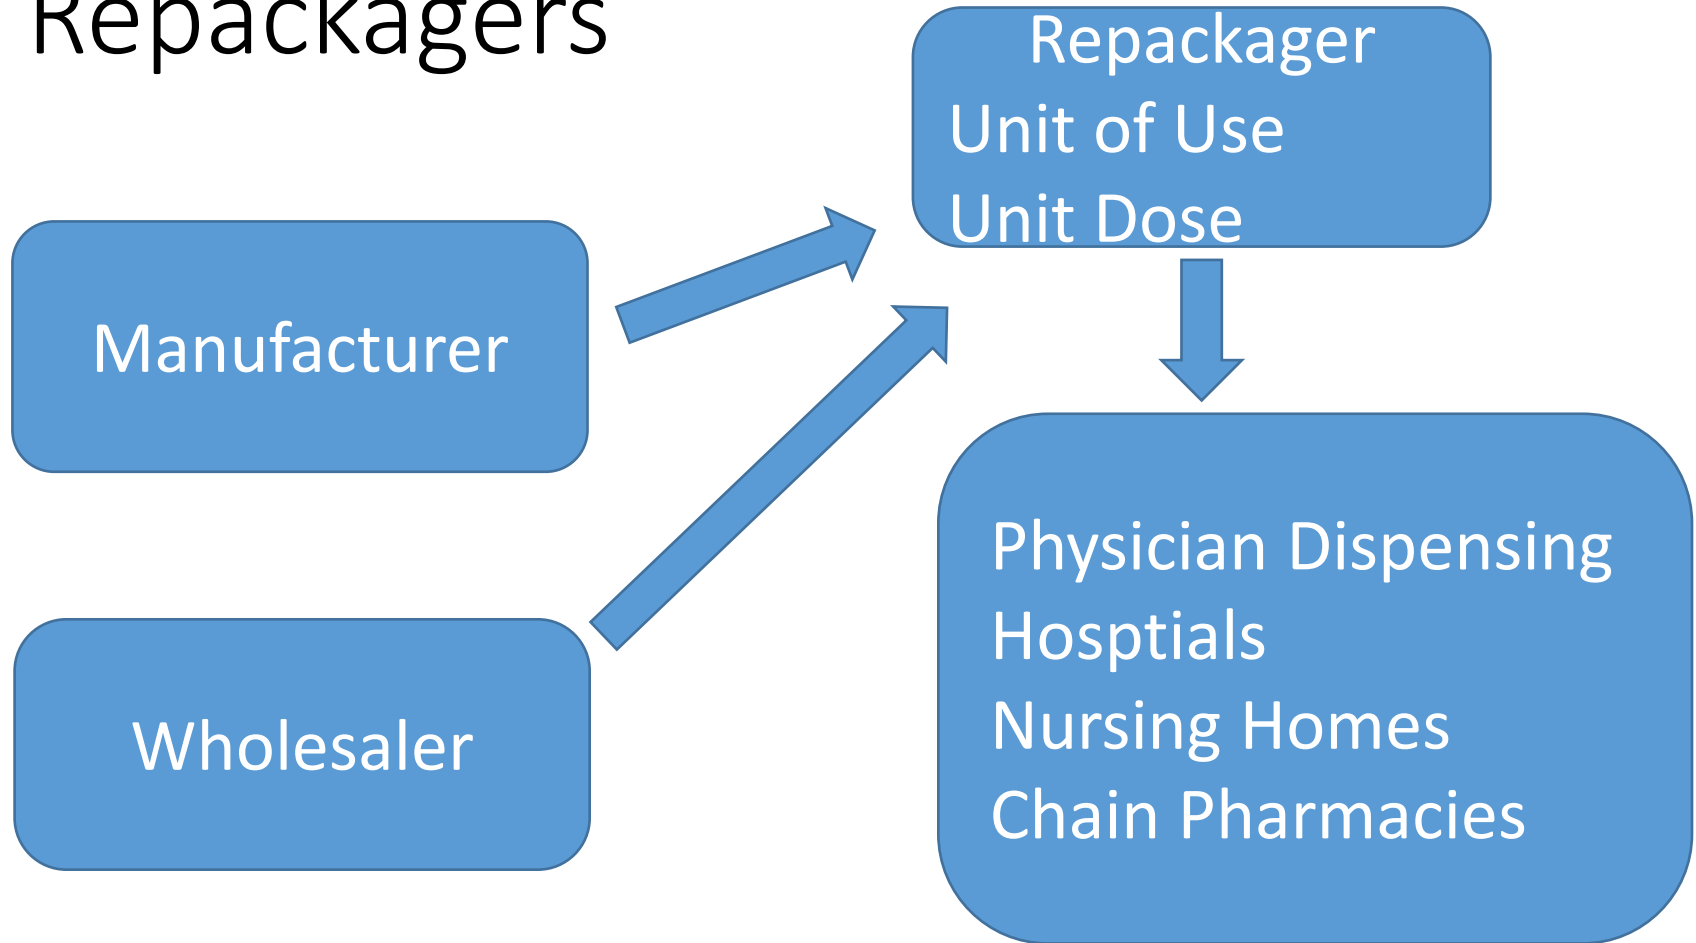 Repackagers
Repackager
Unit of Use
Unit Dose
Manufacturer
Wholesaler
Physician Dispensing
Hosptials
Nursing Homes
Chain Pharmacies